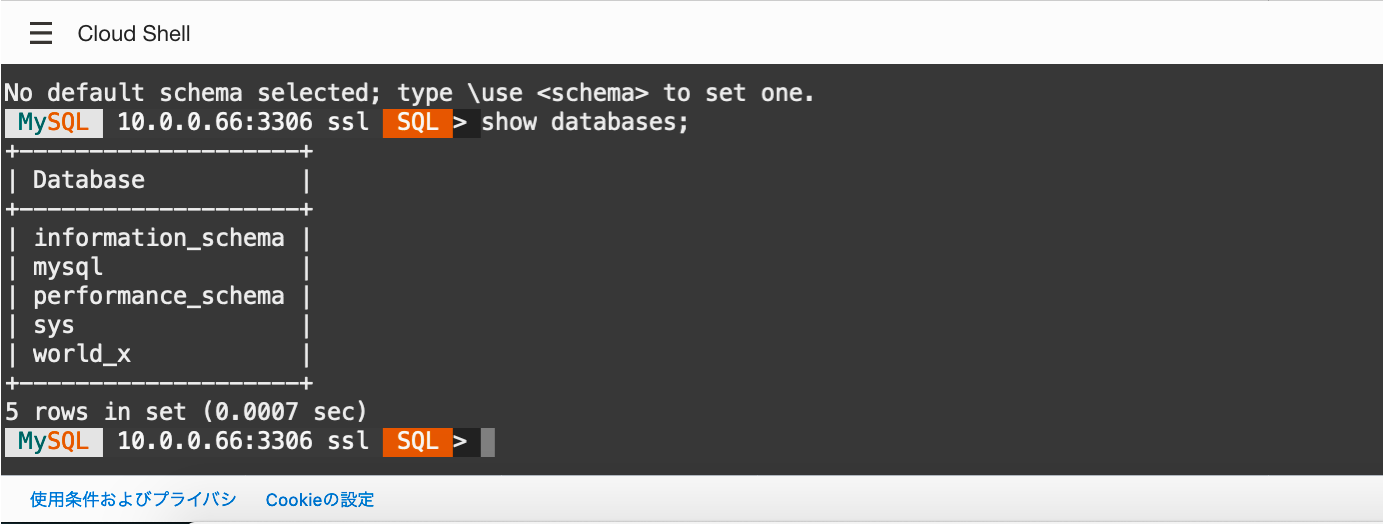 Cloud Shell
No default schema selected; type \use <schema> to set one.
MySQL 10.0.0.66:3306 ssl SQL > show databases;
+--------------------+
| Database           |
+--------------------+
| information_schema |
| mysql              |
| performance_schema |
| sys                |
| world_x            |
+--------------------+
5 rows in set (0.0007 sec)
MySQL 10.0.0.66:3306 ssl SQL >
使用条件およびプライバシ Cookieの設定